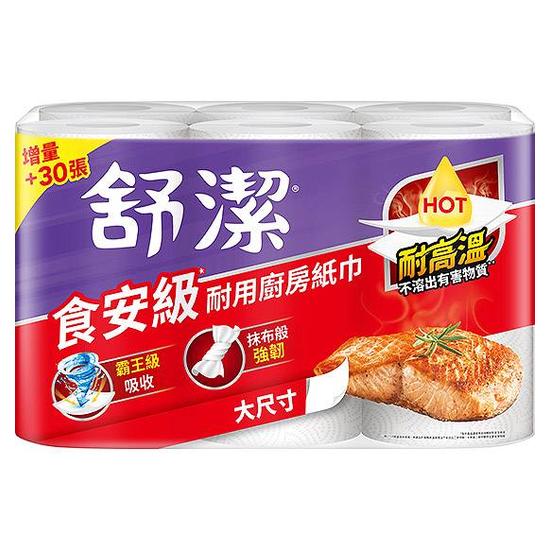 增量
+30張
舒潔®
食安級*
耐用廚房紙巾
HOT
耐高溫
不溶出有害物質**
霸王級
吸收
抹布般
強韌
大尺寸